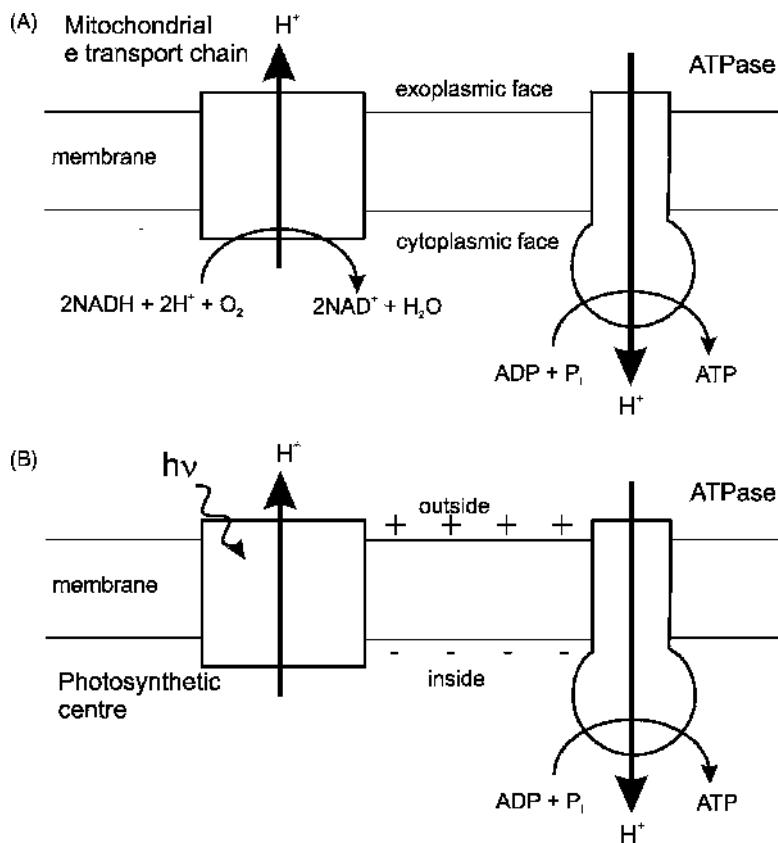 (A)
Mitochondrial
e transport chain
H⁺
ATPase
exoplasmic face
membrane
-
cytoplasmic face
2NADH + 2H⁺ + O₂
2NAD⁺ + H₂O
ADP + Pᵢ
ATP
H⁺
(B)
hν
H⁺
ATPase
outside
+ + + +
membrane
- - - -
inside
Photosynthetic
centre
ADP + Pᵢ
ATP
H⁺